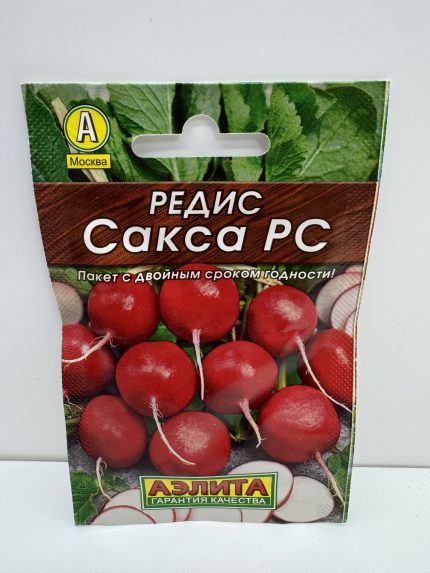 А
Москва
РЕДИС
Сакса РС
Пакет с двойным сроком годности!
АЭЛИТА
ГАРАНТИЯ КАЧЕСТВА